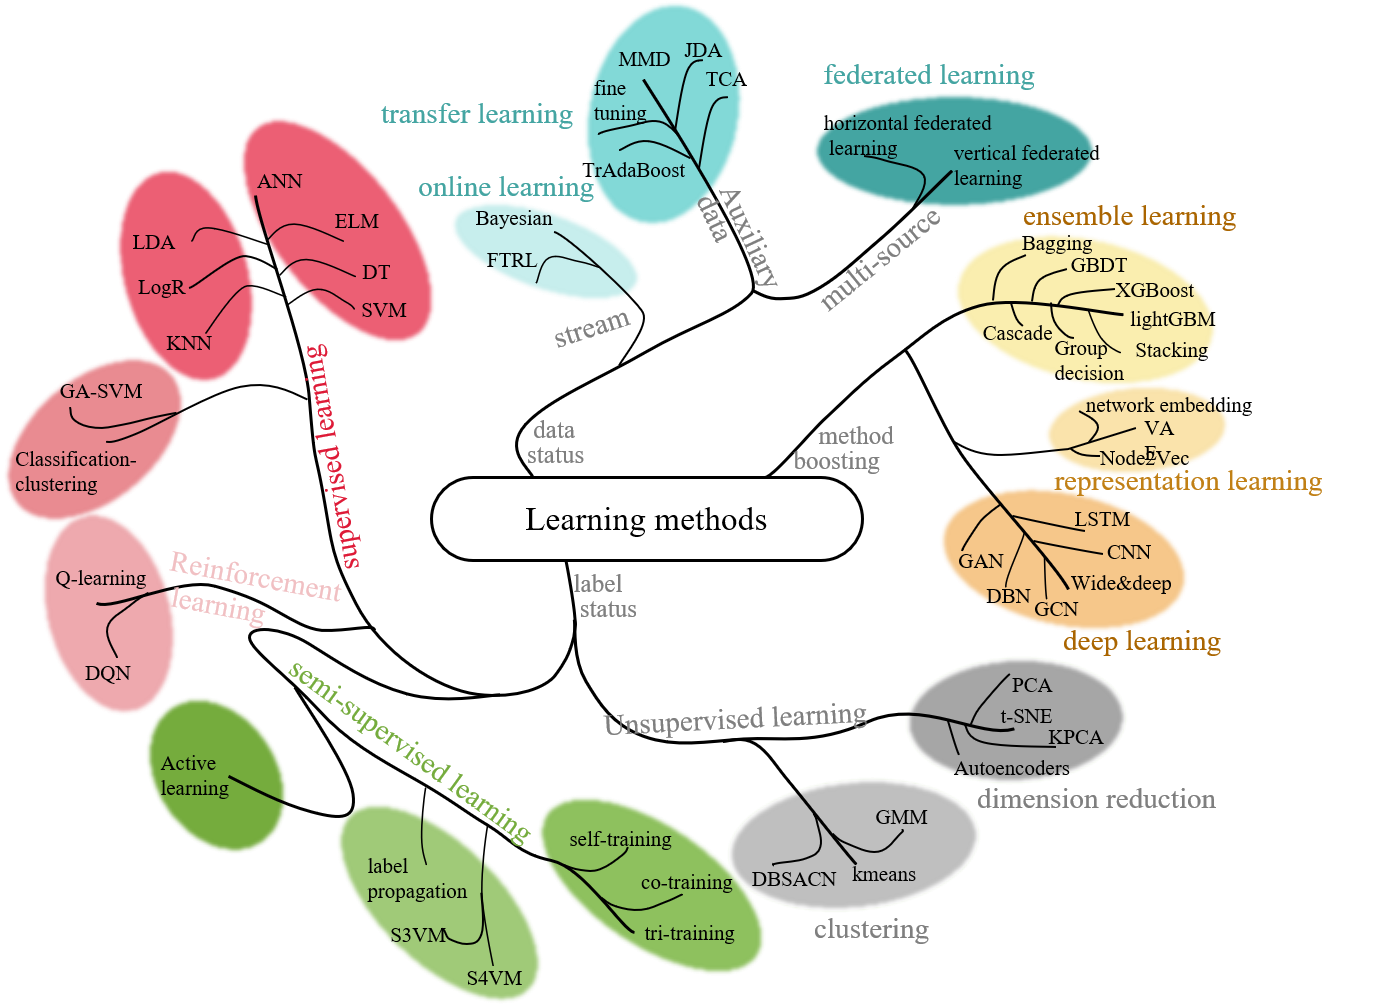 MMD
JDA
TCA
fine
tuning
TrAdaBoost
transfer learning
federated learning
horizontal federated
learning
vertical federated
learning
online learning
Bayesian
FTRL
stream
Auxiliary
data
multi-source
ensemble learning
Bagging
GBDT
XGBoost
lightGBM
Cascade
Group
decision
Stacking
ANN
ELM
DT
SVM
LDA
LogR
KNN
GA-SVM
Classification-
clustering
supervised learning
data
status
method
boosting
network embedding
VA
E
Node2Vec
representation learning
Learning methods
LSTM
CNN
Wide&deep
GAN
DBN
GCN
deep learning
Q-learning
DQN
Reinforcement
learning
label
status
semi-supervised learning
Active
learning
label
propagation
S3VM
S4VM
self-training
co-training
tri-training
Unsupervised learning
PCA
t-SNE
KPCA
Autoencoders
dimension reduction
GMM
DBSACN
kmeans
clustering